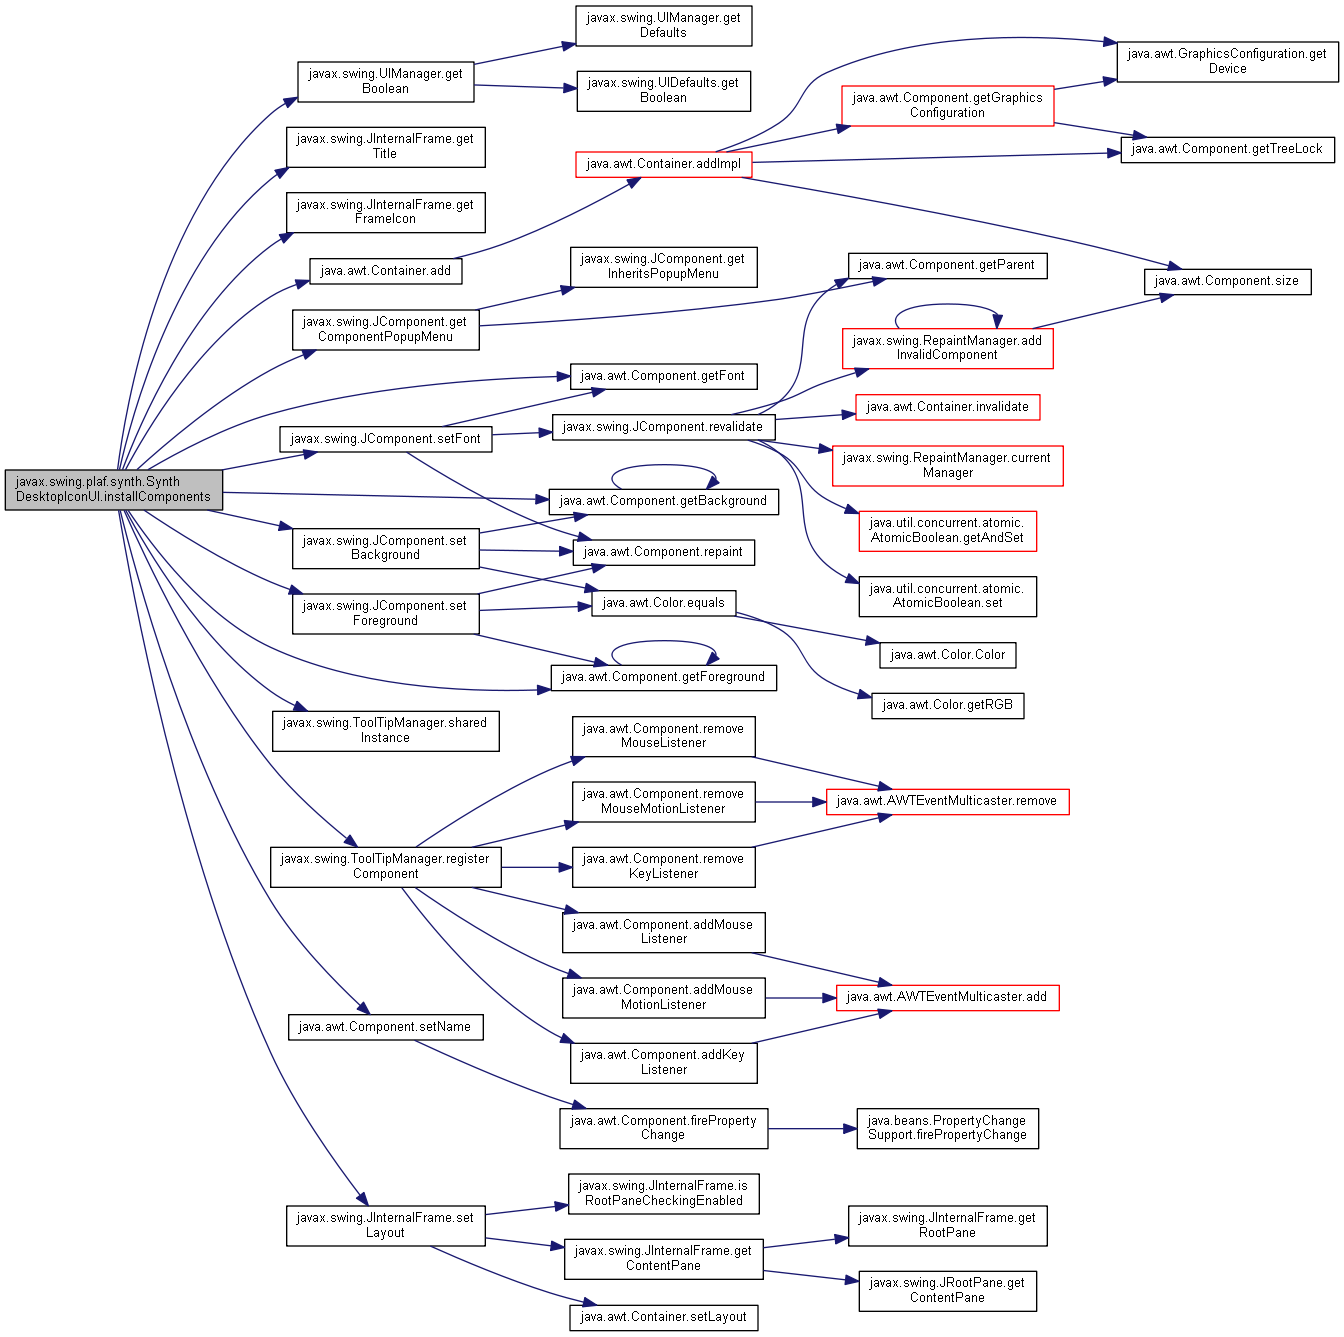 javax.swing.plaf.synth.Synth
DesktopIconUI.installComponents
javax.swing.UIManager.get
Boolean
javax.swing.JInternalFrame.get
Title
javax.swing.JInternalFrame.get
FrameIcon
java.awt.Container.add
javax.swing.JComponent.get
ComponentPopupMenu
javax.swing.JComponent.setFont
javax.swing.JComponent.set
Background
javax.swing.JComponent.set
Foreground
javax.swing.ToolTipManager.shared
Instance
javax.swing.ToolTipManager.register
Component
java.awt.Component.setName
javax.swing.JInternalFrame.set
Layout
javax.swing.UIManager.get
Defaults
javax.swing.UIDefaults.get
Boolean
java.awt.Container.addImpl
javax.swing.JComponent.get
InheritsPopupMenu
java.awt.Component.getFont
javax.swing.JComponent.revalidate
java.awt.Component.getBackground
java.awt.Component.repaint
java.awt.Color.equals
java.awt.Component.getForeground
java.awt.Component.remove
MouseListener
java.awt.Component.remove
MouseMotionListener
java.awt.Component.remove
KeyListener
java.awt.Component.addMouse
Listener
java.awt.Component.addMouse
MotionListener
java.awt.Component.addKey
Listener
java.awt.Component.fireProperty
Change
javax.swing.JInternalFrame.is
RootPaneCheckingEnabled
javax.swing.JInternalFrame.get
ContentPane
java.awt.Container.setLayout
java.awt.Component.getGraphics
Configuration
java.awt.Component.getParent
javax.swing.RepaintManager.add
InvalidComponent
java.awt.Container.invalidate
javax.swing.RepaintManager.current
Manager
java.util.concurrent.atomic.
AtomicBoolean.getAndSet
java.util.concurrent.atomic.
AtomicBoolean.set
java.awt.Color.Color
java.awt.Color.getRGB
java.awt.AWTEventMulticaster.remove
java.awt.AWTEventMulticaster.add
java.beans.PropertyChange
Support.firePropertyChange
javax.swing.JInternalFrame.get
RootPane
javax.swing.JRootPane.get
ContentPane
java.awt.GraphicsConfiguration.get
Device
java.awt.Component.getTreeLock
java.awt.Component.size